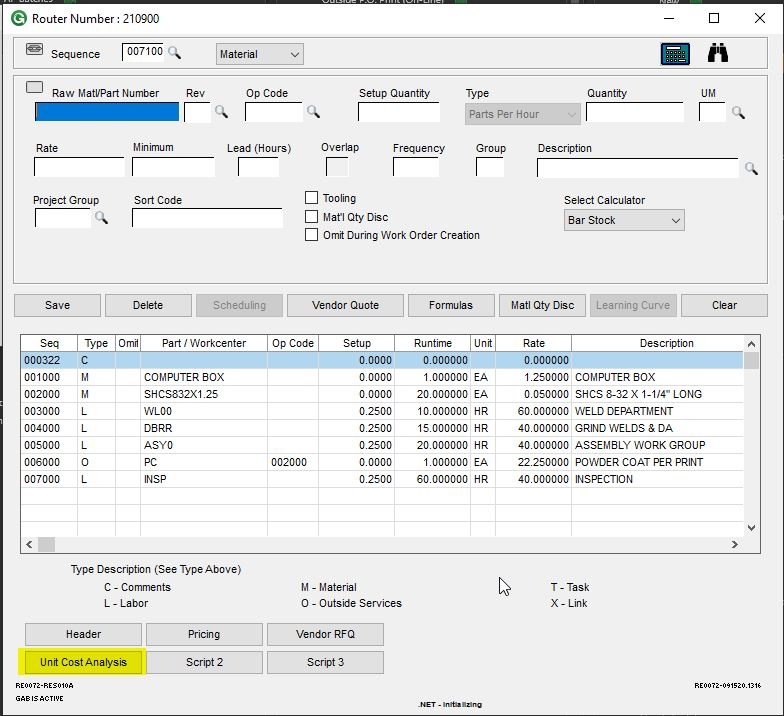 Outside P.O. Print (On-Line)
Router Number : 210900
Sequence 007100 Material
Raw Matl/Part Number Rev Op Code Setup Quantity Type Quantity UM
Parts Per Hour
Rate Minimum Lead (Hours) Overlap Frequency Group Description
Project Group Sort Code Tooling Select Calculator
Mat'l Qty Disc Bar Stock
Omit During Work Order Creation
Save Delete Scheduling Vendor Quote Formulas Matl Qty Disc Learning Curve Clear
Seq Type Omit Part / Workcenter Op Code Setup Runtime Unit Rate Description
000322 C 0.0000 0.000000 0.000000
001000 M COMPUTER BOX 0.0000 1.000000 EA 1.250000 COMPUTER BOX
002000 M SHCS832X1.25 0.0000 20.000000 EA 0.050000 SHCS 8-32 X 1-1/4" LONG
003000 L WL00 0.2500 10.000000 HR 60.000000 WELD DEPARTMENT
004000 L DBRR 0.2500 15.000000 HR 40.000000 GRIND WELDS & DA
005000 L ASY0 0.2500 20.000000 HR 40.000000 ASSEMBLY WORK GROUP
006000 O PC 002000 0.0000 1.000000 EA 22.250000 POWDER COAT PER PRINT
007000 L INSP 0.2500 60.000000 HR 40.000000 INSPECTION
Type Description (See Type Above)
C - Comments M - Material T - Task
L - Labor O - Outside Services X - Link
Header Pricing Vendor RFQ
Unit Cost Analysis Script 2 Script 3
RE0072-RES010A RE0072-091520.1316
GAB IS ACTIVE
.NET - Initializing